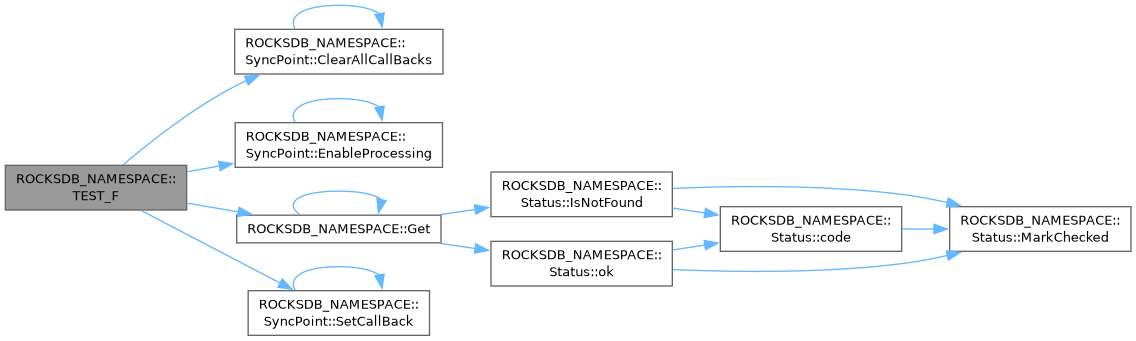 ROCKSDB_NAMESPACE::
TEST_F
ROCKSDB_NAMESPACE::
SyncPoint::ClearAllCallBacks
ROCKSDB_NAMESPACE::
SyncPoint::EnableProcessing
ROCKSDB_NAMESPACE::Get
ROCKSDB_NAMESPACE::
SyncPoint::SetCallBack
ROCKSDB_NAMESPACE::
Status::IsNotFound
ROCKSDB_NAMESPACE::
Status::ok
ROCKSDB_NAMESPACE::
Status::code
ROCKSDB_NAMESPACE::
Status::MarkChecked